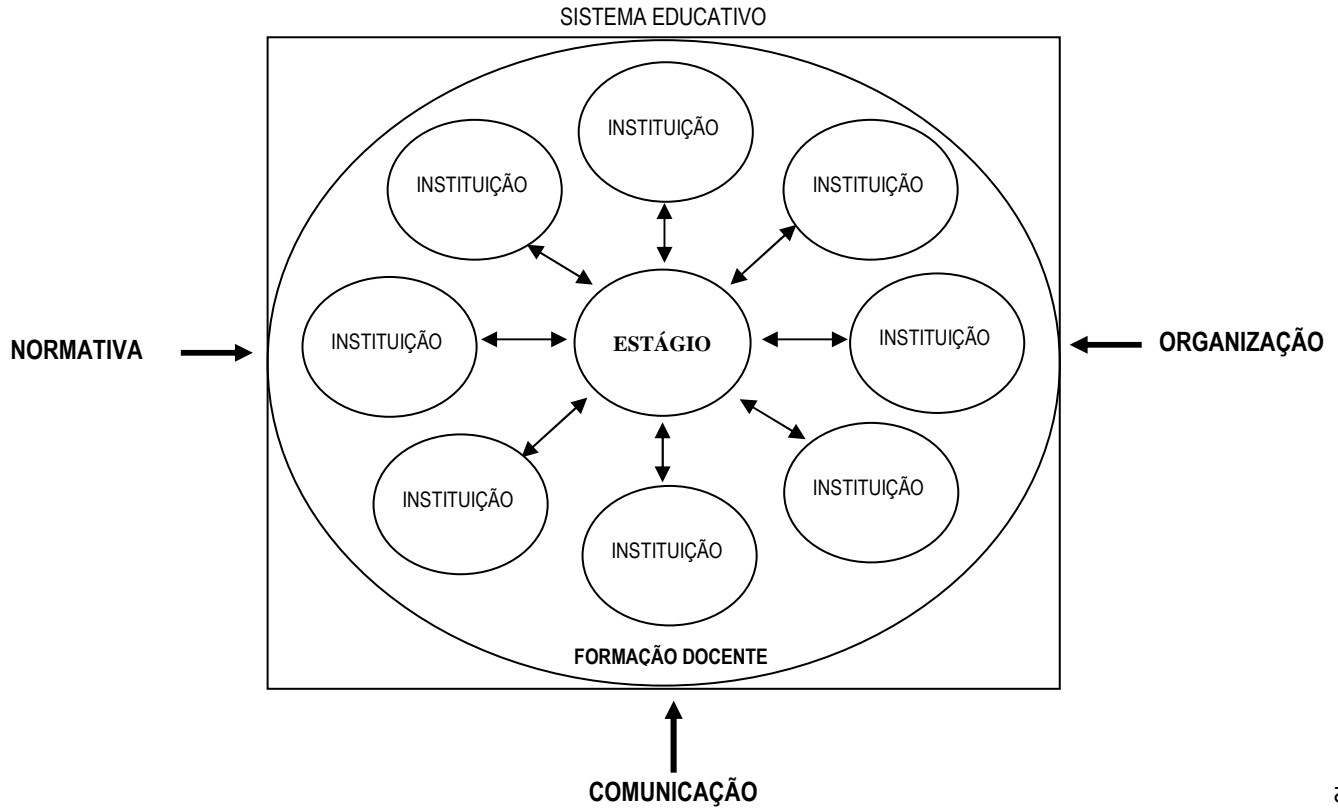 SISTEMA EDUCATIVO
INSTITUIÇÃO
INSTITUIÇÃO
INSTITUIÇÃO
INSTITUIÇÃO
ESTÁGIO
INSTITUIÇÃO
NORMATIVA
ORGANIZAÇÃO
INSTITUIÇÃO
INSTITUIÇÃO
INSTITUIÇÃO
FORMAÇÃO DOCENTE
COMUNICAÇÃO